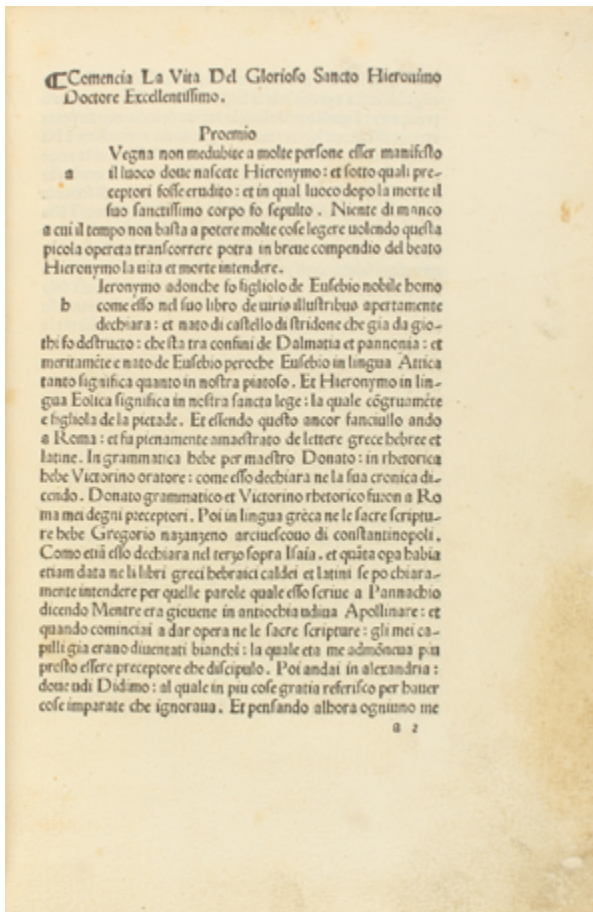 ⸿Comencia La Vita Del Glorioſo Sancto Hieronimo
Doctore Excellentiſſimo.
Proemio
Vegna non me dubite a molte perſone eſſer manifeſto
a il luoco doue naſcete Hieronymo: et ſotto quali pre-
ceptori foſſe erudito: et in qual luoco dopo la morte il
ſuo ſanctiſſimo corpo fo ſepulto. Niente di manco
a cui il tempo non baſta a potere molte coſe legere uolendo queſta
picola opereta tranſcorrere potra in breue compendio del beato
Hieronymo la uita et morte intendere.
Ieronymo adonche fo figliolo de Euſebio nobile homo
b come eſſo nel ſuo libro de uiris illuſtribus apertamente
dechiara: et nato di caſtello di ſtridone che gia da gio-
thi fo deſtructo: che ſta tra confini de Dalmatia et pannonia: et
meritamēte e nato de Euſebio peroche Euſebio in lingua Attica
tanto ſignifica quanto in noſtra piatoſo. Et Hieronymo in lin-
gua Eolica ſignifica in noſtra ſancta lege: la quale cōgruamēte
e figliola de la pietade. Et eſſendo queſto ancor fanciullo ando
a Roma: et fu pienamente amaeſtrato de lettere grece hebree et
latine. In grammatica hebe per maeſtro Donato: in rhetorica
hebe Victorino oratore: come eſſo dechiara ne la ſua cronica di-
cendo. Donato grammatico et Victorino rhetorico furon a Ro
ma mei degni preceptori. Poi in lingua greca ne le ſacre ſcriptu-
re hebe Gregorio nazanzeno arciueſcouo di conſtantinopoli.
Como etiā eſſo dechiara nel terzo ſopra Iſaia. et quāta opa habia
etiam data ne li libri greci hebraici caldei et latini ſe po chiara-
mente intendere per quelle parole quale eſſo ſcriue a Pannachio
dicendo Mentre era giouene in antiochia udiua Apollinare: et
quando cominciai a dar opera ne le ſacre ſcripture: gli mei ca-
pilli gia erano diuentati bianchi: la quale eta me admōneua piu
preſto eſſere preceptore che diſcipulo. Poi andai in alexandria:
doue udi Didimo: al quale in piu coſe gratia referiſco per hauer
coſe imparate che ignoraua. Et penſando alhora ogniuno me
a 2